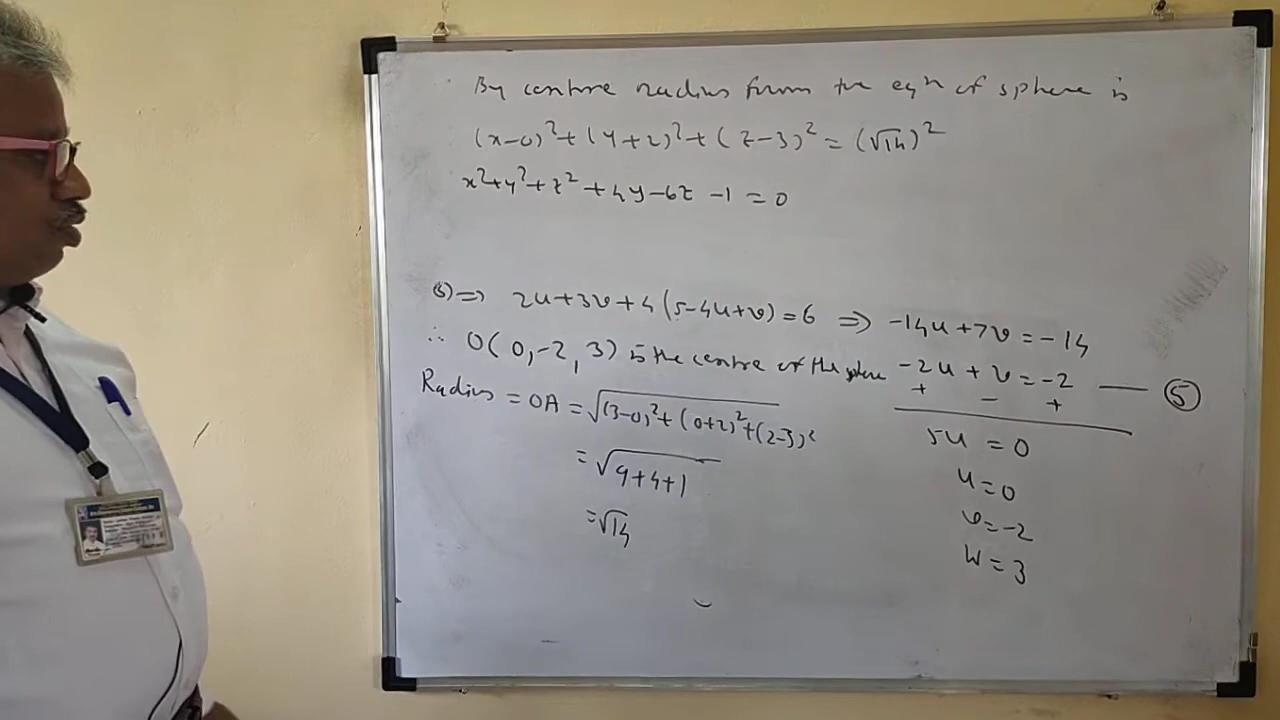 By centre radius form the eqn of sphere is
(x-0)²+(y+2)²+(z-3)²=(√14)²
x²+y²+z²+4y-6z-1=0
(3)⇒ 2u+3v+4(5-4u+v)=6 ⇒ -14u+7v=-14
∴ O(0,-2,3) is the centre of the sphere
-2u+v=-2 —— ⑤
+ - +
Radius = OA = √(3-0)²+(0+2)²+(2-3)²
= √9+4+1
=√14
5u=0
u=0
v=-2
w=3